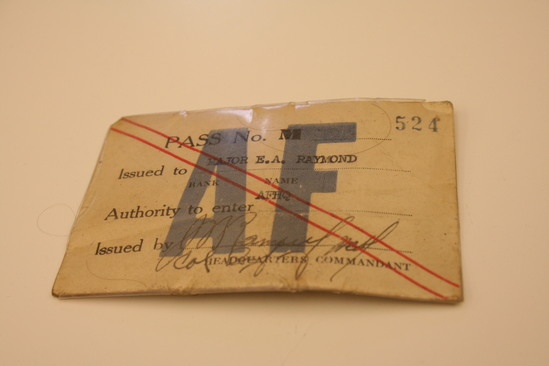 PASS No. M 524
Issued to MAJOR E.A. RAYMOND
RANK NAME
Authority to enter AFHQ
Issued by
HEADQUARTERS COMMANDANT
AF